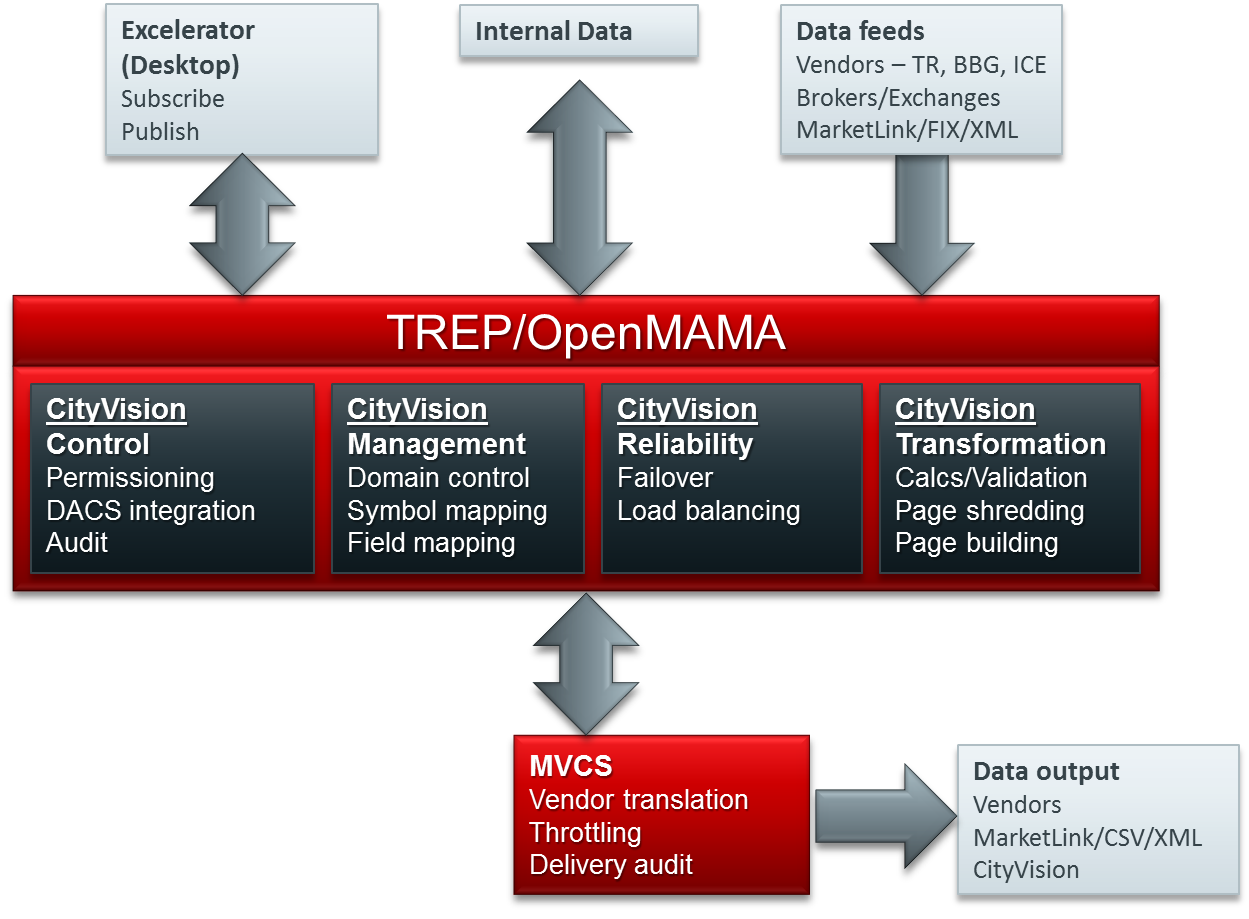 Excelerator
(Desktop)
Subscribe
Publish
Internal Data
Data feeds
Vendors – TR, BBG, ICE
Brokers/Exchanges
MarketLink/FIX/XML
TREP/OpenMAMA
CityVision
Control
Permissioning
DACS integration
Audit
CityVision
Management
Domain control
Symbol mapping
Field mapping
CityVision
Reliability
Failover
Load balancing
CityVision
Transformation
Calcs/Validation
Page shredding
Page building
MVCS
Vendor translation
Throttling
Delivery audit
Data output
Vendors
MarketLink/CSV/XML
CityVision